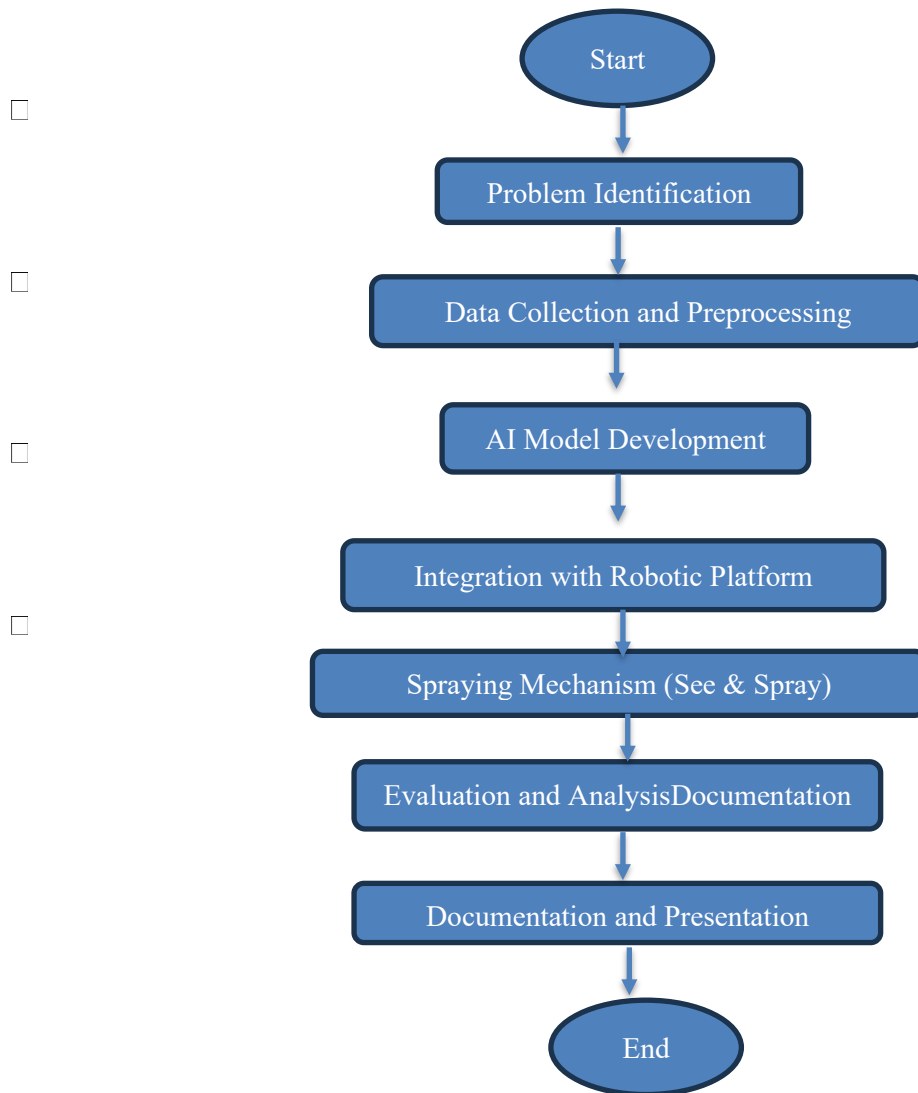 Start
Problem Identification
Data Collection and Preprocessing
AI Model Development
Integration with Robotic Platform
Spraying Mechanism (See & Spray)
Evaluation and AnalysisDocumentation
Documentation and Presentation
End